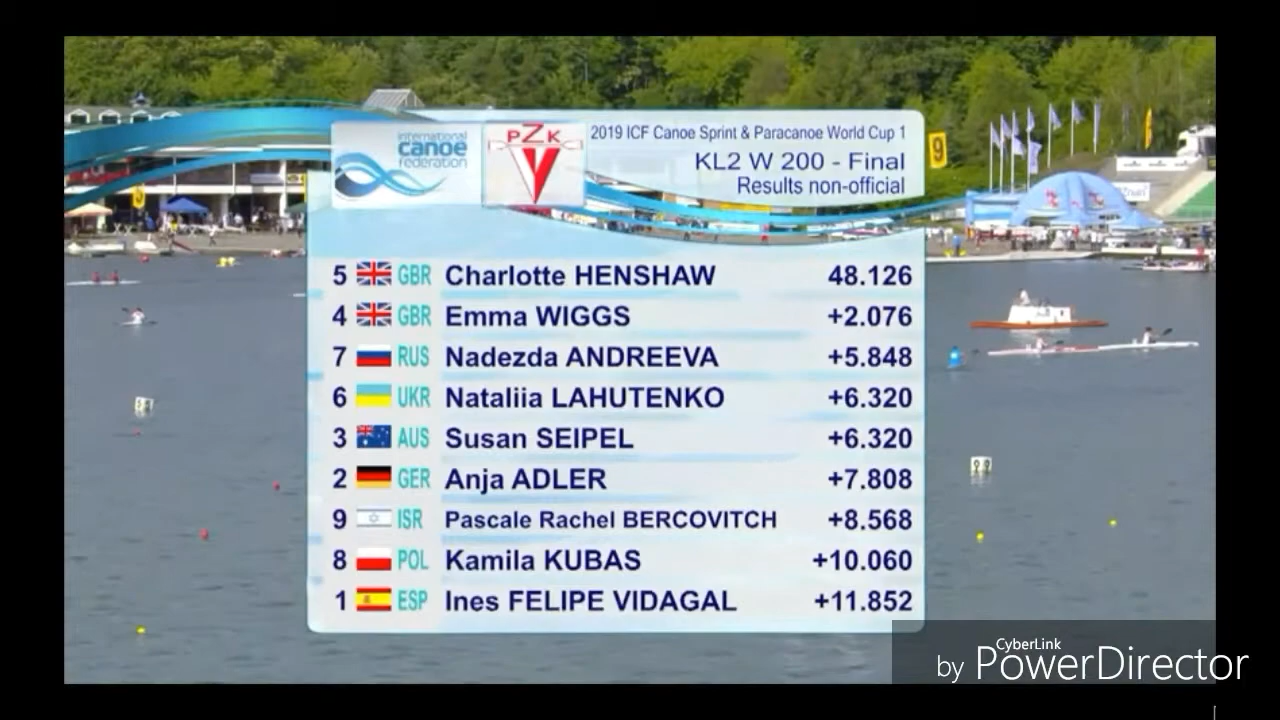 international
canoe
federation
PZK
2019 ICF Canoe Sprint & Paracanoe World Cup 1
KL2 W 200 - Final
Results non-official
9
5 GBR Charlotte HENSHAW 48.126
4 GBR Emma WIGGS +2.076
7 RUS Nadezda ANDREEVA +5.848
6 UKR Nataliia LAHUTENKO +6.320
3 AUS Susan SEIPEL +6.320
2 GER Anja ADLER +7.808
9 ISR Pascale Rachel BERCOVITCH +8.568
8 POL Kamila KUBAS +10.060
1 ESP Ines FELIPE VIDAGAL +11.852
CyberLink
by PowerDirector